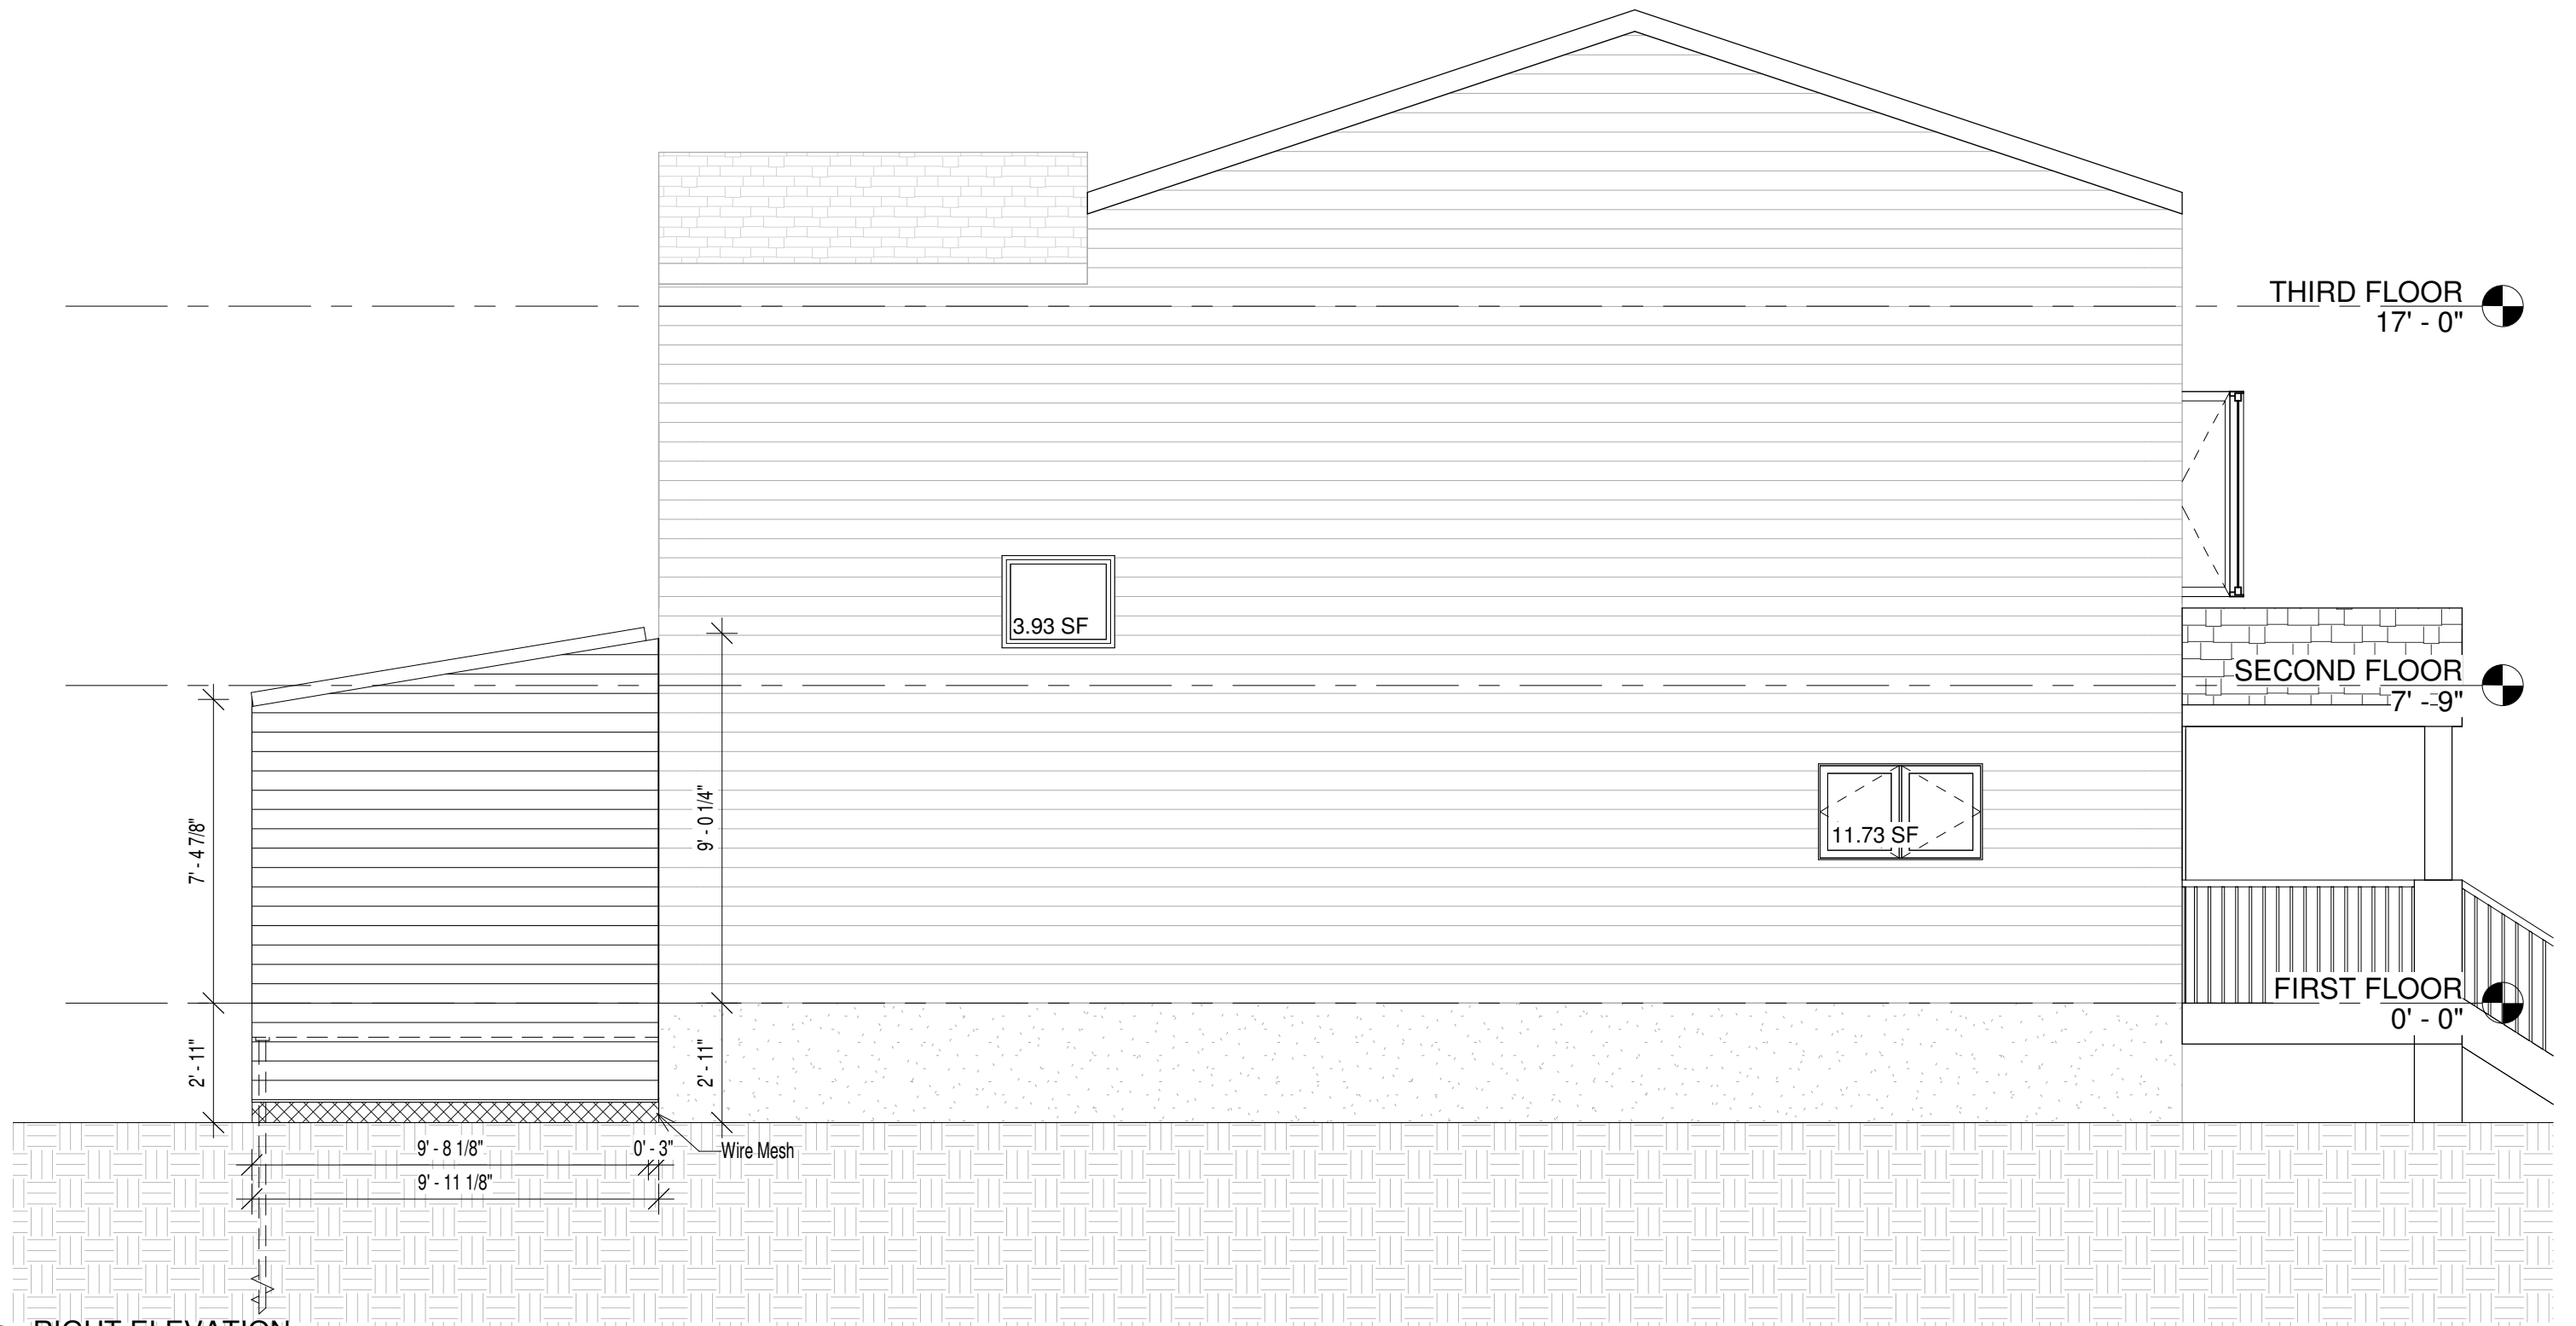 THIRD FLOOR
17' - 0"
3.93 SF
SECOND FLOOR
7' - 9"
9' - 0 1/4"
7' - 4 7/8"
11.73 SF
FIRST FLOOR
0' - 0"
2' - 11"
2' - 11"
9' - 8 1/8"
0' - 3"
Wire Mesh
9' - 11 1/8"
RIGHT ELEVATION